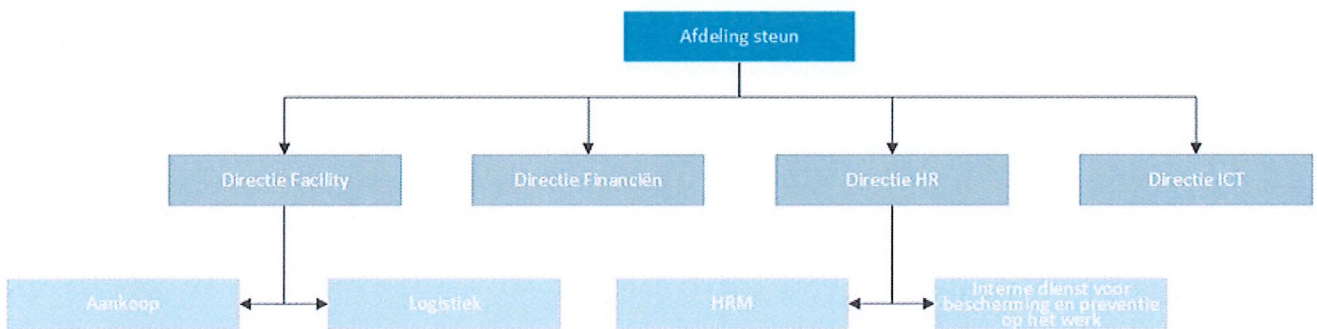 Afdeling steun
Directie Facility
Directie Financiën
Directie HR
Directie ICT
Aankoop
Logistiek
HRM
Interne dienst voor
bescherming en preventie
op het werk